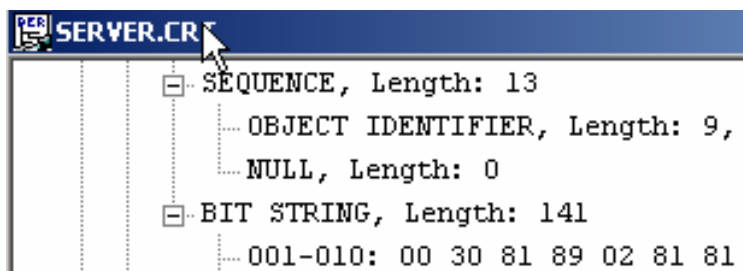 SERVER.CRT
SEQUENCE, Length: 13
OBJECT IDENTIFIER, Length: 9,
NULL, Length: 0
BIT STRING, Length: 141
001-010: 00 30 81 89 02 81 81